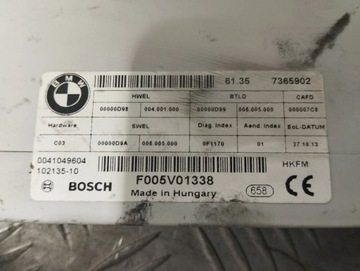 BMW
61.35 7365902
HWEL BTLD CAFD
00000D98 004.001.000 00000D99 005.005.000 000007C8
Hardware SWEL Diag. Index Aend. Index SoL-DATUM
C03 00000D9A 005.005.000 0F1170 01 27.10.13
0041049604 HKFM
102135-10
BOSCH F005V01338 658 CE
Made in Hungary